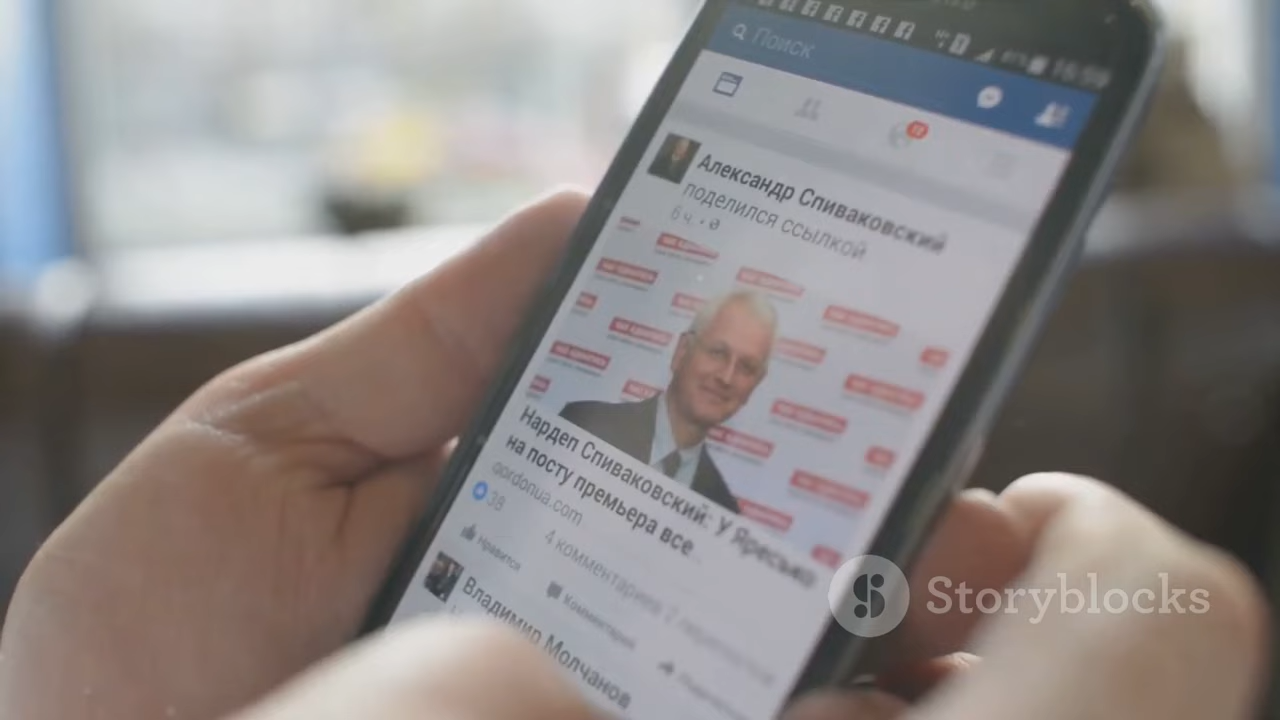 Поиск
12
Александр Спиваковский
поделился ссылкой
6 ч. •
Нардеп Спиваковский: У Яресько
на посту премьера все...
gordonua.com
38
4 комментария
Нравится
Комментарий
Владимир Молчанов
Storyblocks